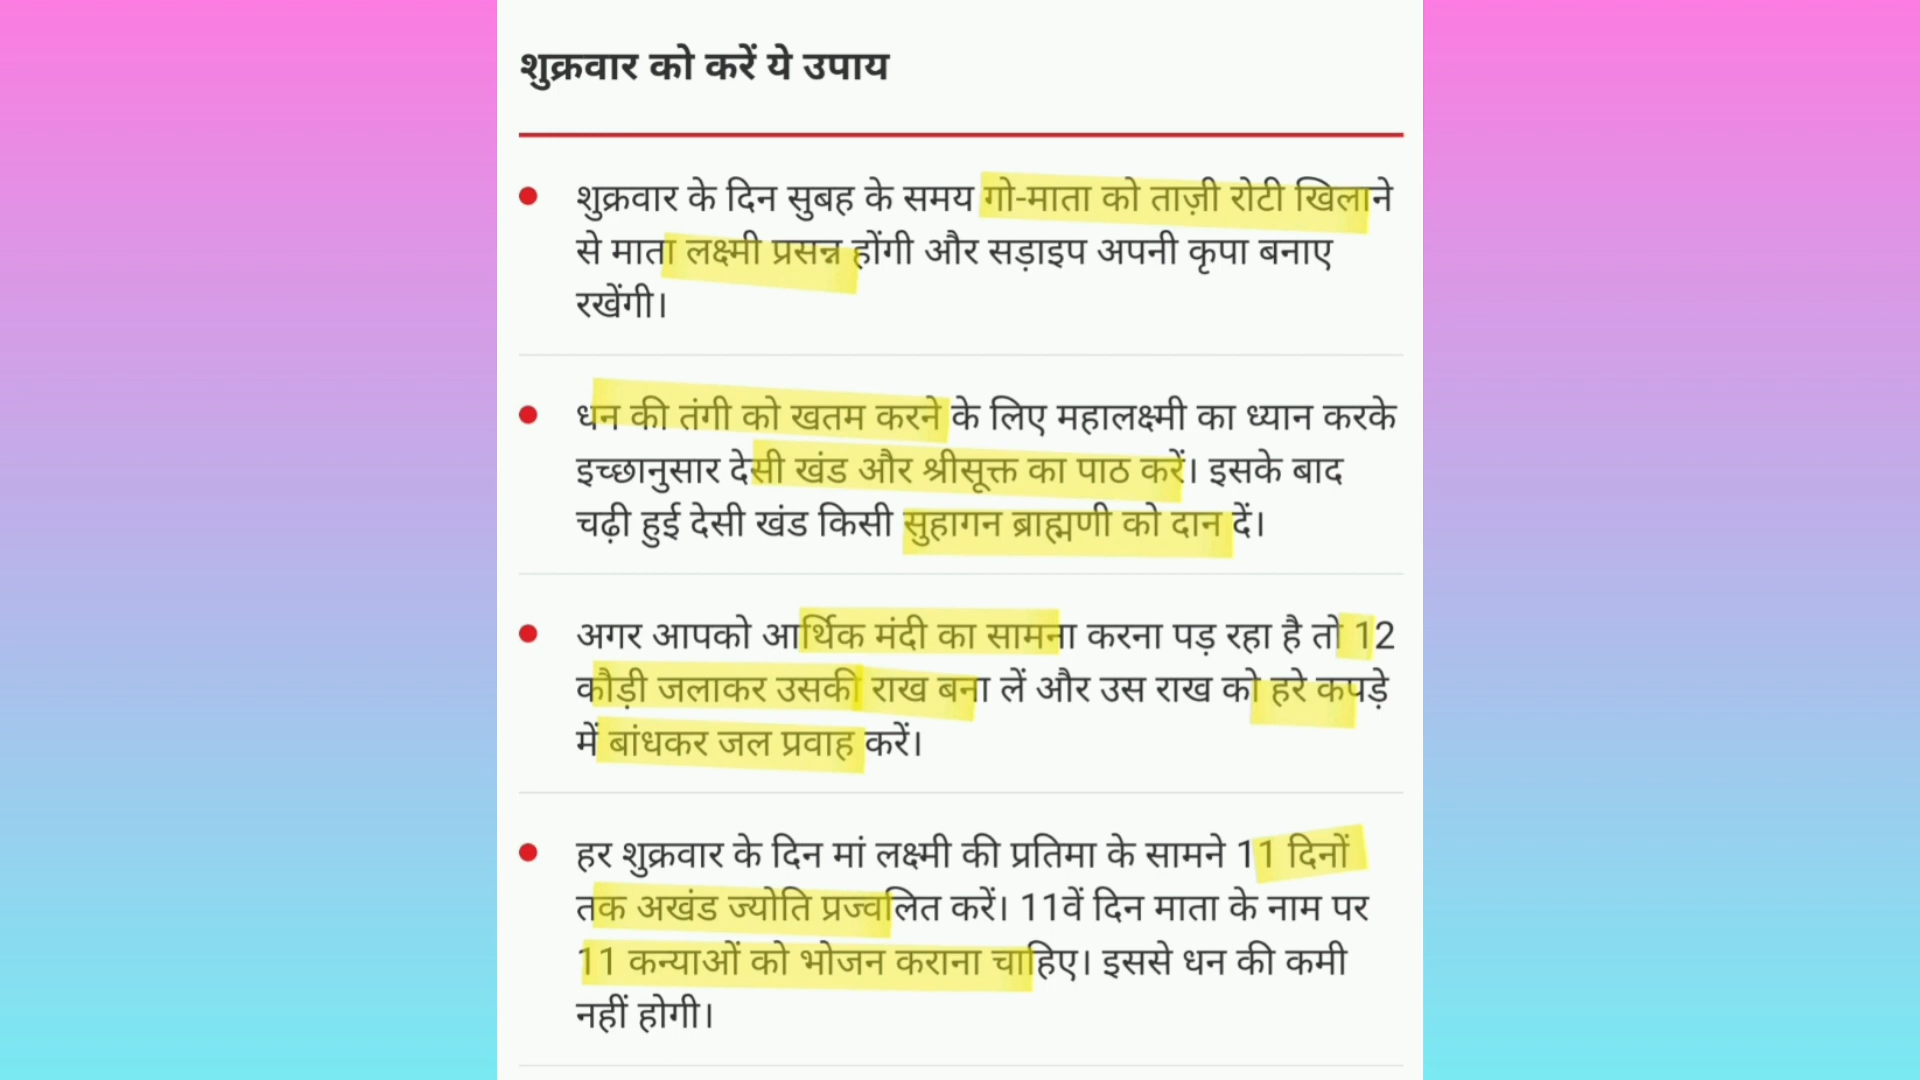 शुक्रवार को करें ये उपाय
शुक्रवार के दिन सुबह के समय गो-माता को ताज़ी रोटी खिलाने
से माता लक्ष्मी प्रसन्न होंगी और सड़ाइप अपनी कृपा बनाए
रखेंगी।
धन की तंगी को खतम करने के लिए महालक्ष्मी का ध्यान करके
इच्छानुसार देसी खंड और श्रीसूक्त का पाठ करें। इसके बाद
चढ़ी हुई देसी खंड किसी सुहागन ब्राह्मणी को दान दें।
अगर आपको आर्थिक मंदी का सामना करना पड़ रहा है तो 12
कौड़ी जलाकर उसकी राख बना लें और उस राख को हरे कपड़े
में बांधकर जल प्रवाह करें।
हर शुक्रवार के दिन मां लक्ष्मी की प्रतिमा के सामने 11 दिनों
तक अखंड ज्योति प्रज्वालित करें। 11वें दिन माता के नाम पर
11 कन्याओं को भोजन कराना चाहिए। इससे धन की कमी
नहीं होगी।